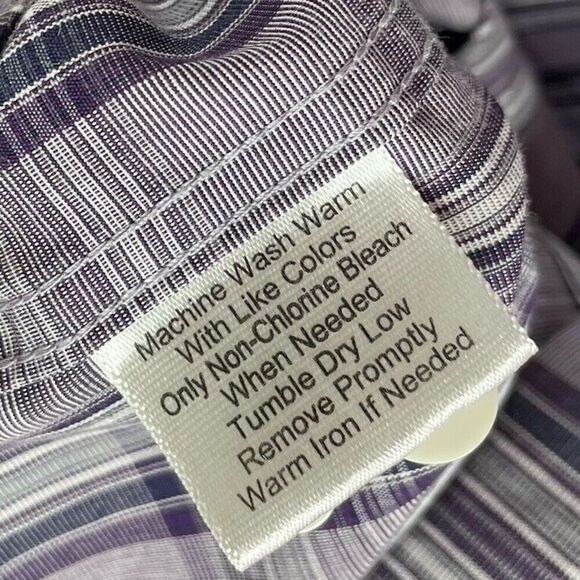 Machine Wash Warm
With Like Colors
Only Non-Chlorine Bleach
When Needed
Tumble Dry Low
Remove Promptly
Warm Iron If Needed